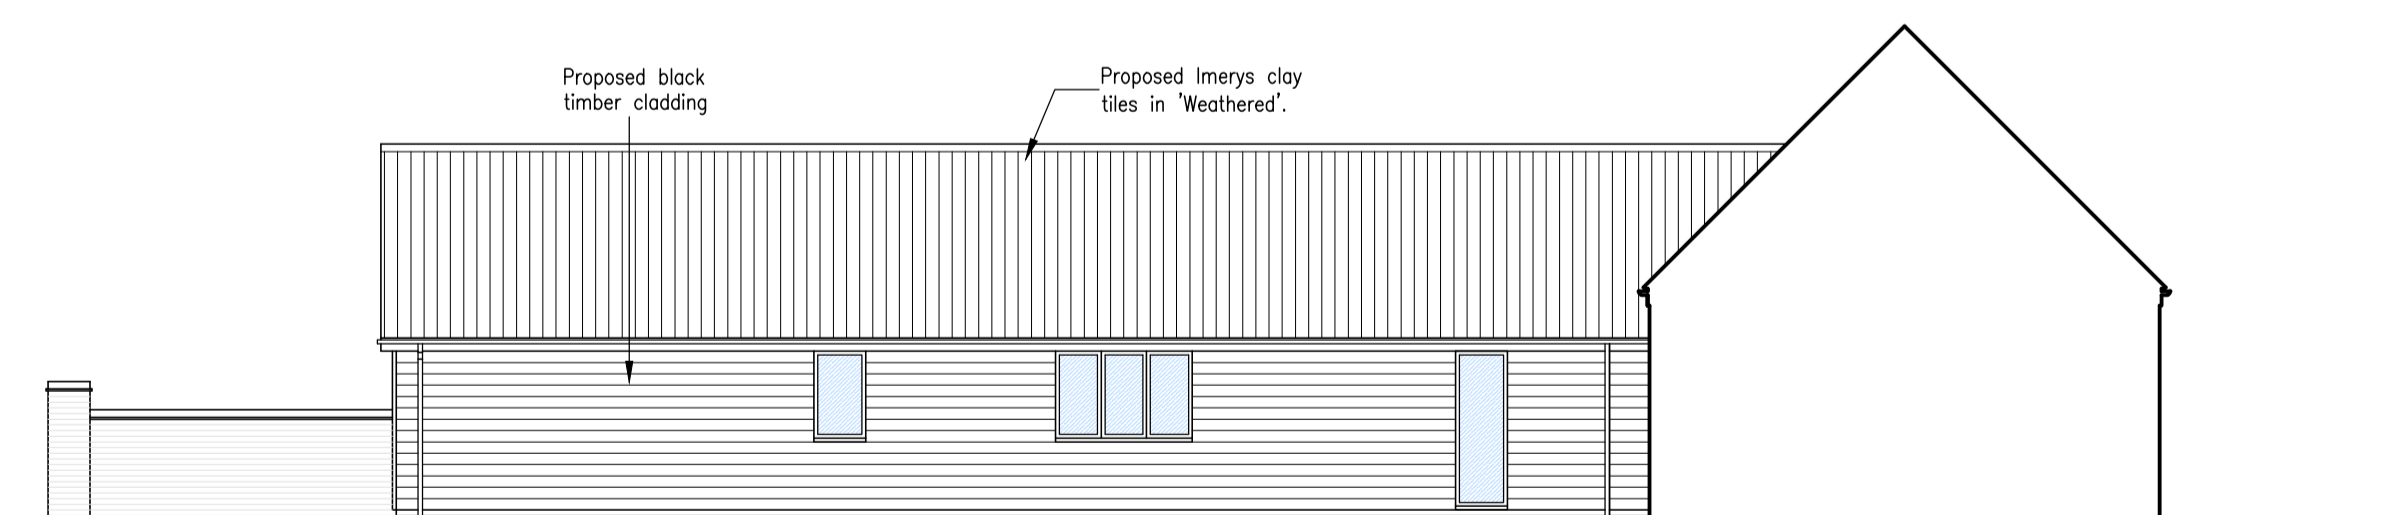 Proposed black
timber cladding
Proposed Imerys clay
tiles in 'Weathered'.